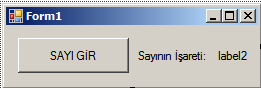 Form1
SAYI GİR
Sayının İşareti:
label2